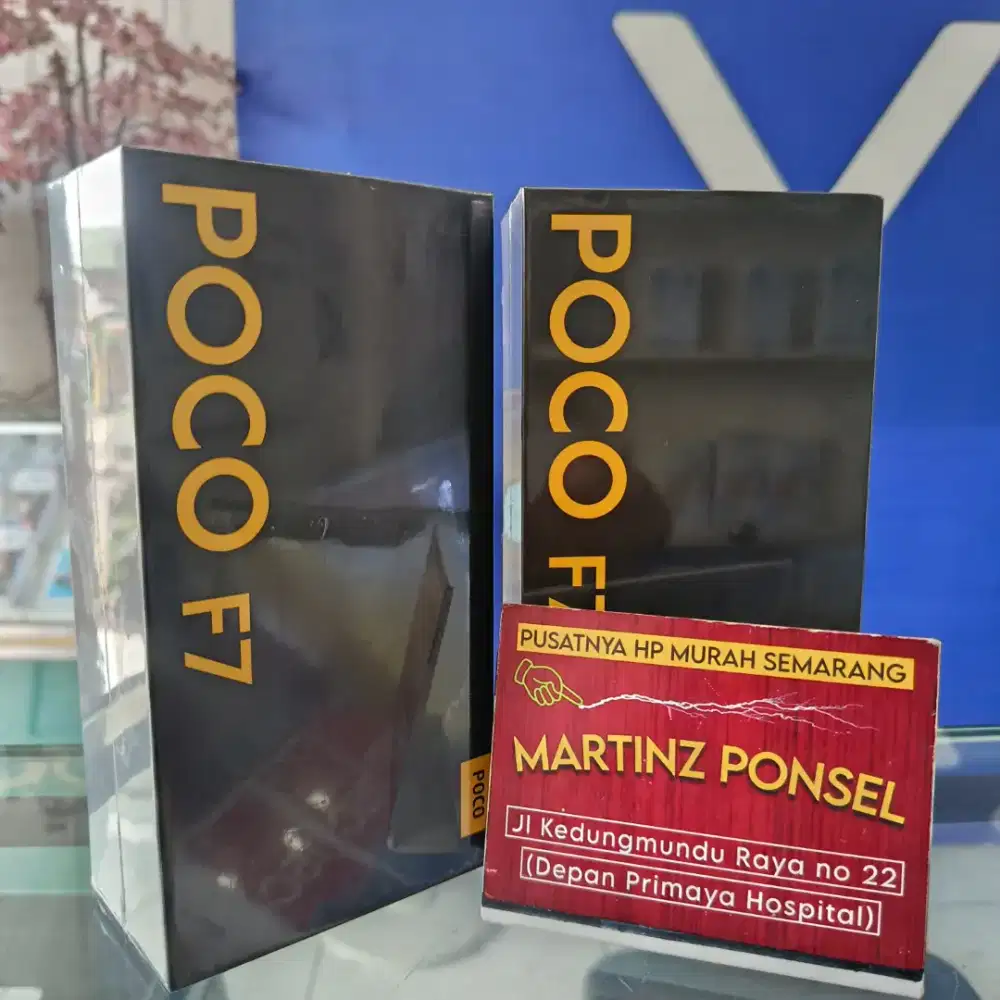 POCO F7
POCO
POCO F7
PUSATNYA HP MURAH SEMARANG
MARTINZ PONSEL
Jl Kedungmundu Raya no 22
(Depan Primaya Hospital)